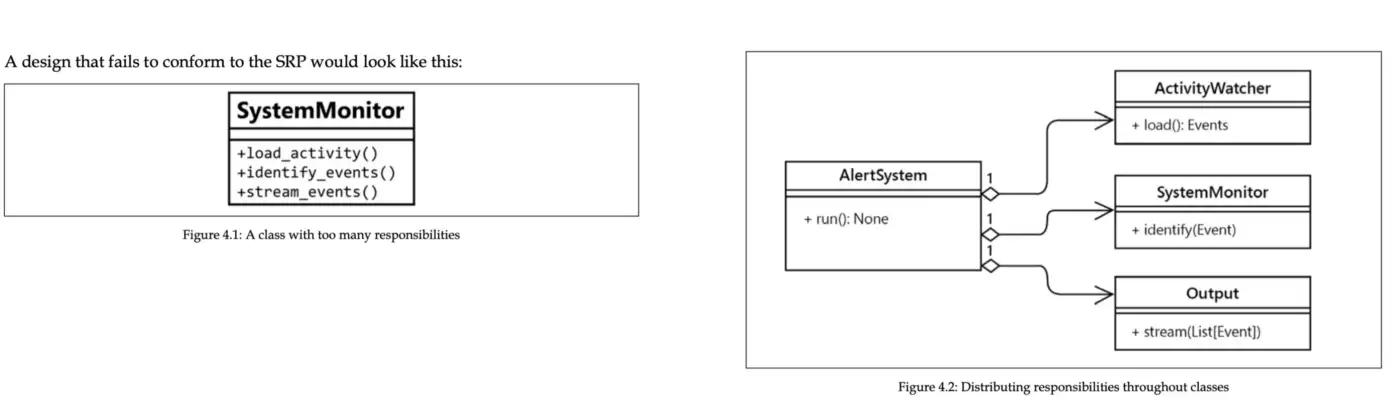 A design that fails to conform to the SRP would look like this:
SystemMonitor
+load_activity()
+identify_events()
+stream_events()
Figure 4.1: A class with too many responsibilities
AlertSystem
+ run(): None
1
1
1
ActivityWatcher
+ load(): Events
SystemMonitor
+ identify(Event)
Output
+ stream(List[Event])
Figure 4.2: Distributing responsibilities throughout classes